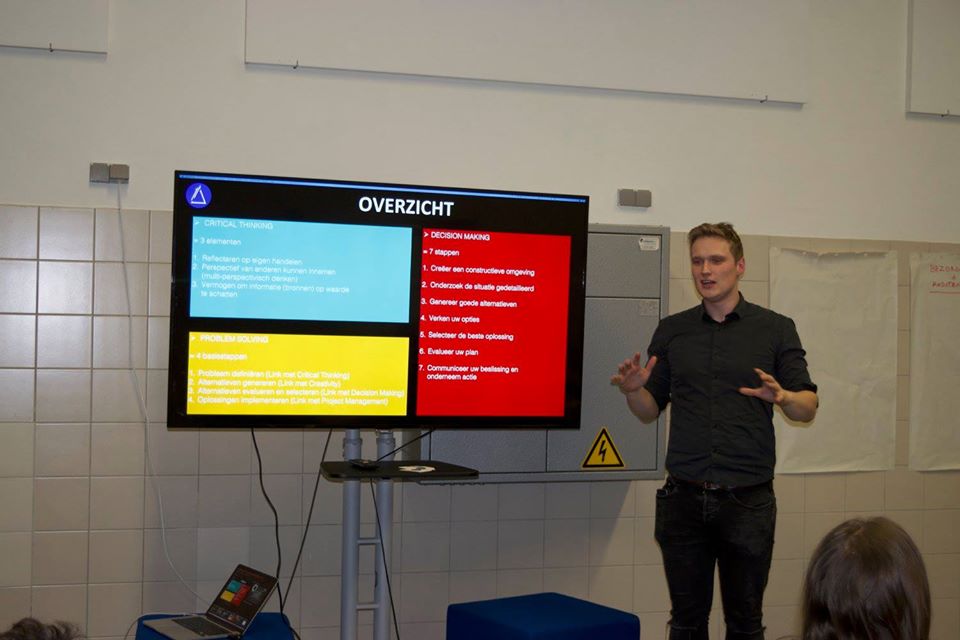 OVERZICHT
➤ CRITICAL THINKING
= 3 elementen
1. Reflecteren op eigen handelen.
2. Perspectief van anderen kunnen innemen
(multi-perspectivisch denken)
3. Vermogen om informatie (bronnen) op waarde
te schatten
➤ PROBLEM SOLVING
= 4 basisstappen
1. Probleem definiëren (Link met Critical Thinking)
2. Alternatieven genereren (Link met Creativity)
3. Alternatieven evalueren en selecteren (Link met Decision Making)
4. Oplossingen implementeren (Link met Project Management)
➤ DECISION MAKING
= 7 stappen
1. Creëer een constructieve omgeving
2. Onderzoek de situatie gedetailleerd
3. Genereer goede alternatieven
4. Verken uw opties
5. Selecteer de beste oplossing
6. Evalueer uw plan
7. Communiceer uw beslissing en
onderneem actie